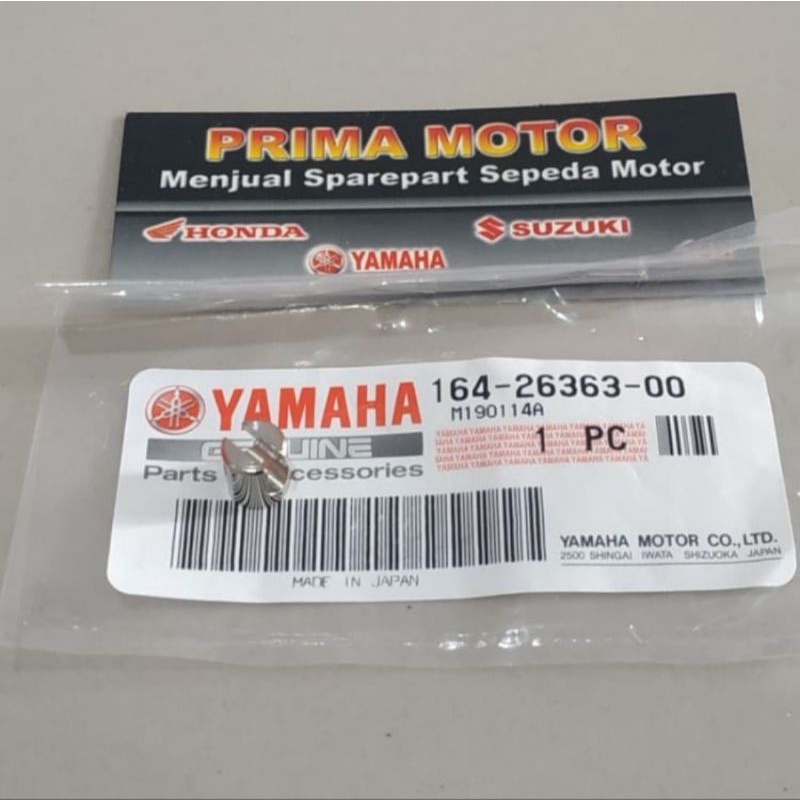 PRIMA MOTOR
Menjual Sparepart Sepeda Motor
HONDA
SUZUKI
YAMAHA
YAMAHA
164-26363-00
M190114A
1 PC
Parts
cessories
YAMAHA MOTOR CO.,LTD.
2500 SHINGAI IWATA SHIZUOKA JAPAN
MADE IN JAPAN